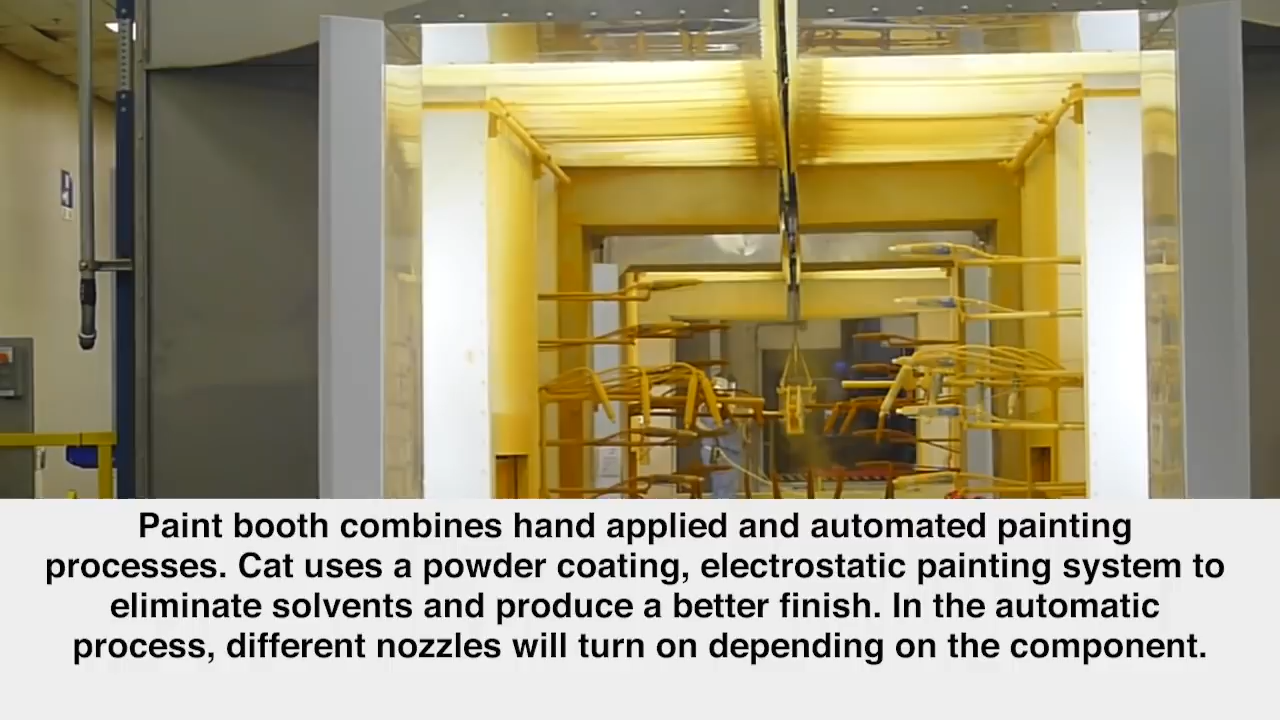 Paint booth combines hand applied and automated painting
processes. Cat uses a powder coating, electrostatic painting system to
eliminate solvents and produce a better finish. In the automatic
process, different nozzles will turn on depending on the component.